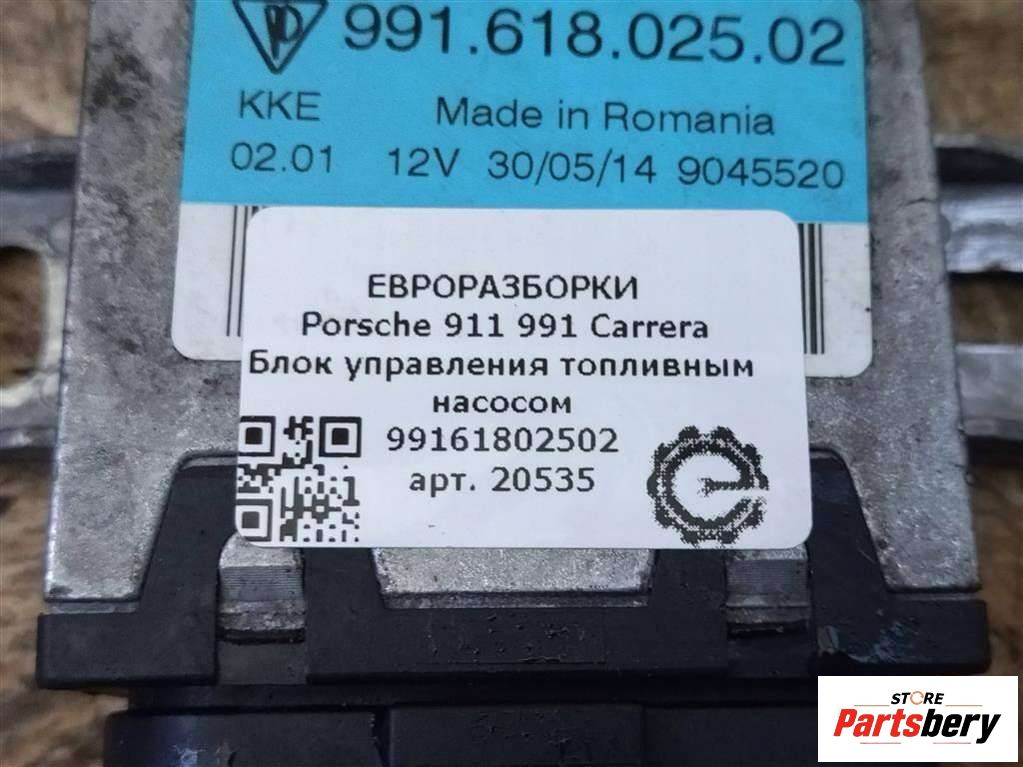 991.618.025.02
KKE Made in Romania
02.01 12V 30/05/14 9045520
ЕВРОРАЗБОРКИ
Porsche 911 991 Carrera
Блок управления топливным
насосом
99161802502
арт. 20535
STORE
Partsbery